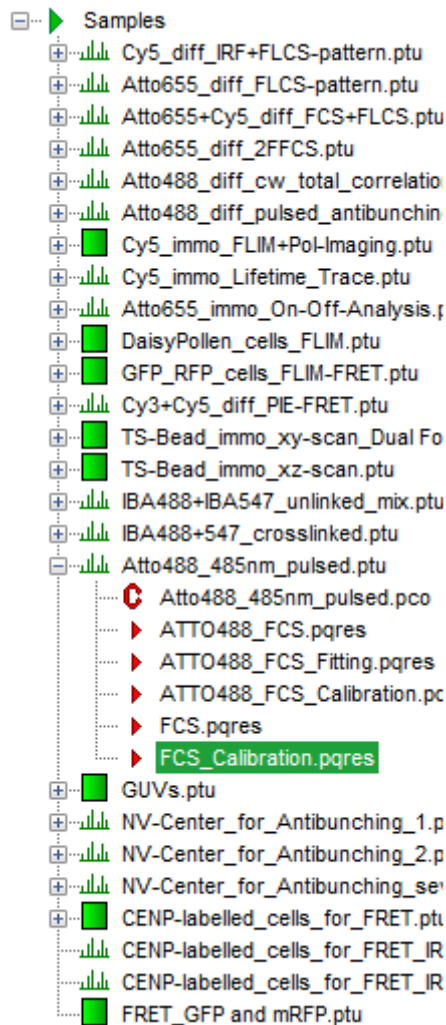 Samples
Cy5_diff_IRF+FLCS-pattern.ptu
Atto655_diff_FLCS-pattern.ptu
Atto655+Cy5_diff_FCS+FLCS.ptu
Atto655_diff_2FFCS.ptu
Atto488_diff_cw_total_correlatio
Atto488_diff_pulsed_antibunchin
Cy5_immo_FLIM+Pol-Imaging.ptu
Cy5_immo_Lifetime_Trace.ptu
Atto655_immo_On-Off-Analysis.p
DaisyPollen_cells_FLIM.ptu
GFP_RFP_cells_FLIM-FRET.ptu
Cy3+Cy5_diff_PIE-FRET.ptu
TS-Bead_immo_xy-scan_Dual Fo
TS-Bead_immo_xz-scan.ptu
IBA488+IBA547_unlinked_mix.ptu
IBA488+547_crosslinked.ptu
Atto488_485nm_pulsed.ptu
Atto488_485nm_pulsed.pco
ATTO488_FCS.pqres
ATTO488_FCS_Fitting.pqres
ATTO488_FCS_Calibration.pq
FCS.pqres
FCS_Calibration.pqres
GUVs.ptu
NV-Center_for_Antibunching_1.p
NV-Center_for_Antibunching_2.p
NV-Center_for_Antibunching_sev
CENP-labelled_cells_for_FRET.ptu
CENP-labelled_cells_for_FRET_IR
CENP-labelled_cells_for_FRET_IR
FRET_GFP and mRFP.ptu